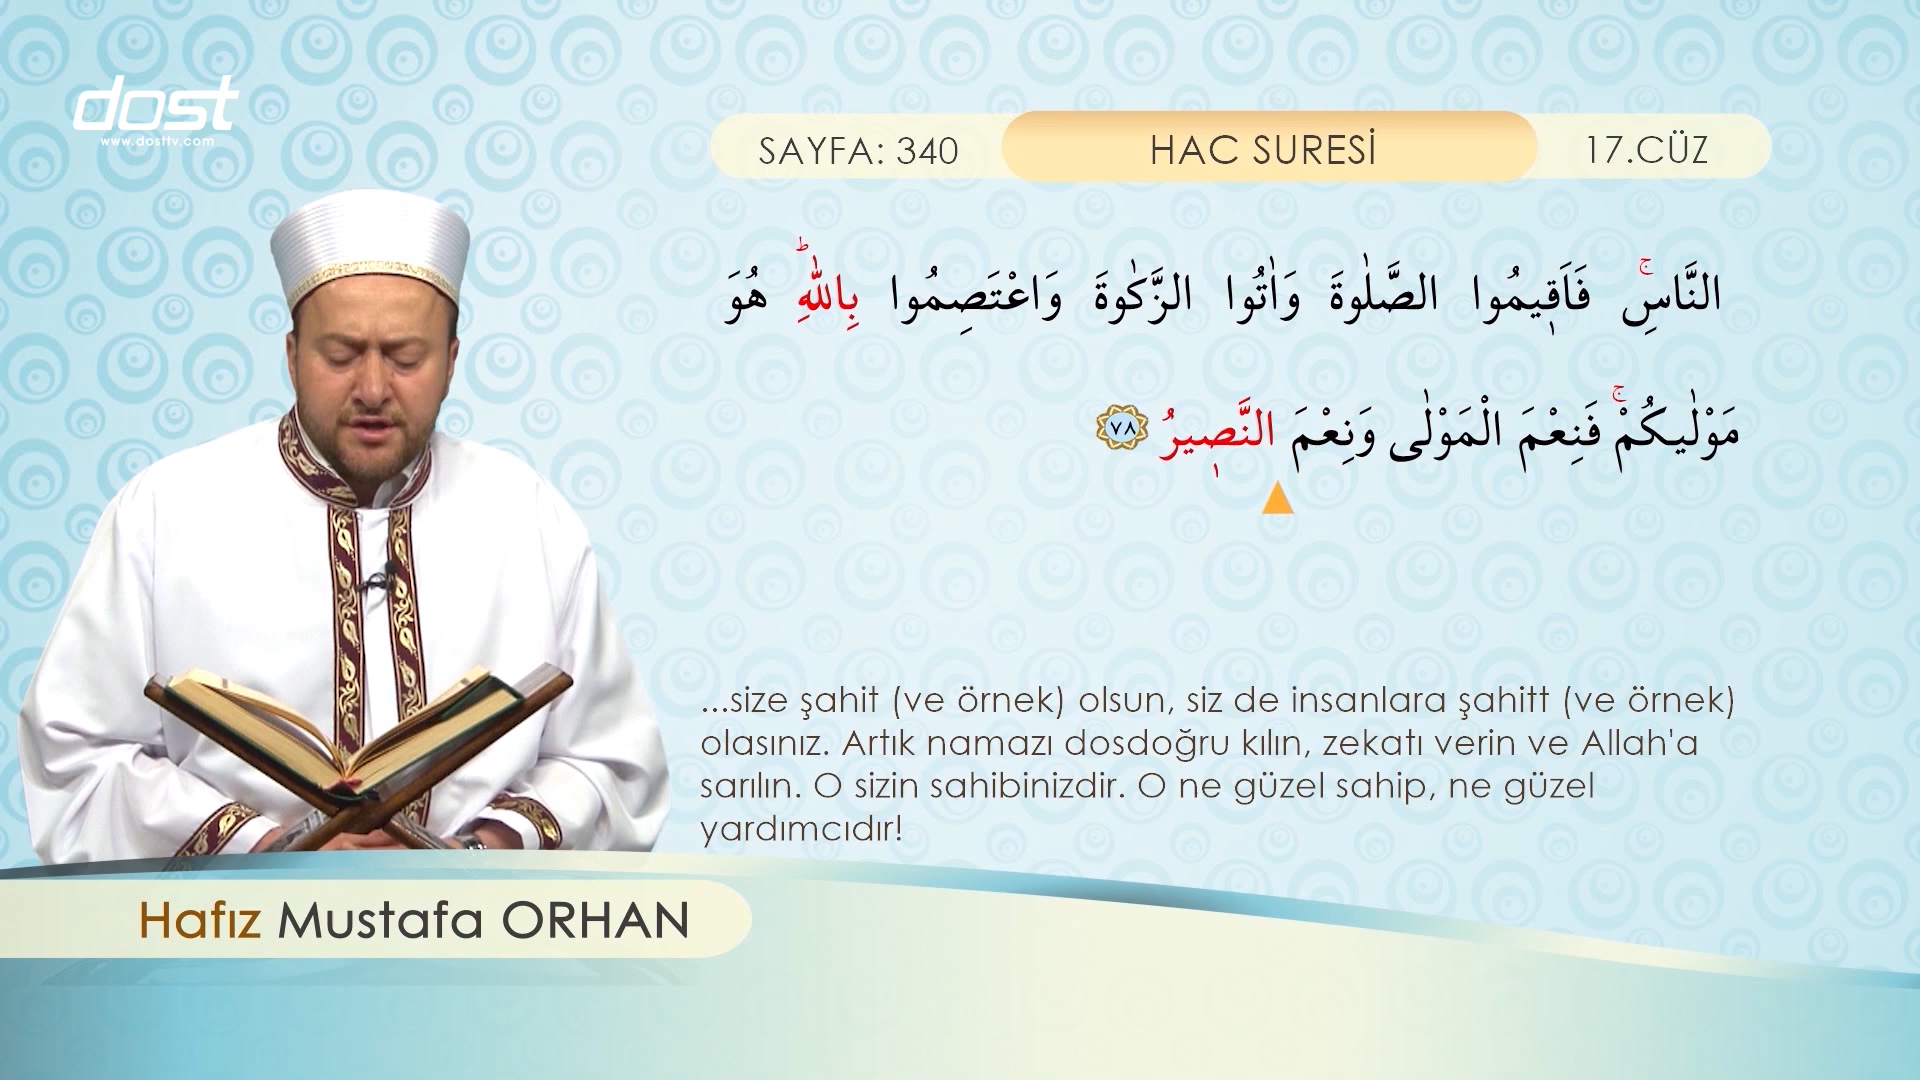 dost
www.dosttv.com
SAYFA: 340
HAC SURESİ
17.CÜZ
النَّاسِۚ فَاَق۪يمُوا الصَّلٰوةَ وَاٰتُوا الزَّكٰوةَ وَاعْتَصِمُوا بِاللّٰهِۜ هُوَ
مَوْلٰيكُمْۚ فَنِعْمَ الْمَوْلٰى وَنِعْمَ النَّص۪يرُ ٧٨
...size şahit (ve örnek) olsun, siz de insanlara şahitt (ve örnek)
olasınız. Artık namazı dosdoğru kılın, zekatı verin ve Allah'a
sarılın. O sizin sahibinizdir. O ne güzel sahip, ne güzel
yardımcıdır!
Hafız Mustafa ORHAN